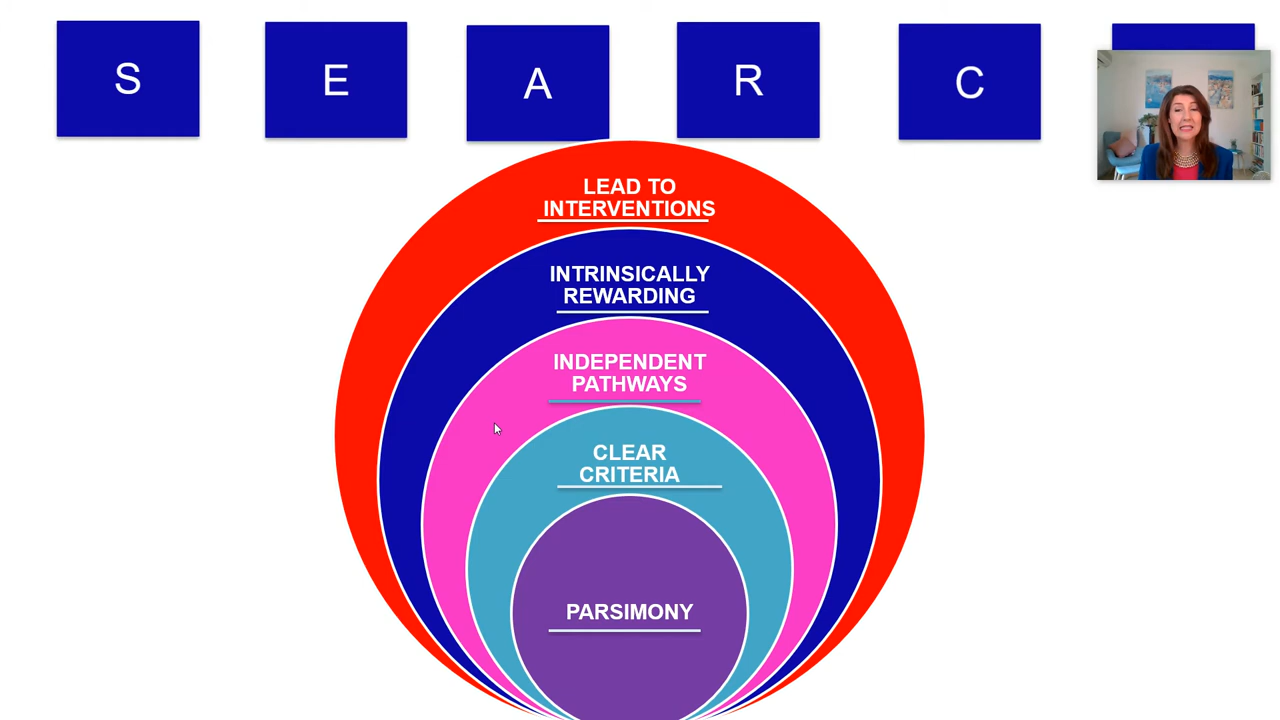 S E A R C
LEAD TO
INTERVENTIONS
INTRINSICALLY
REWARDING
INDEPENDENT
PATHWAYS
CLEAR
CRITERIA
PARSIMONY